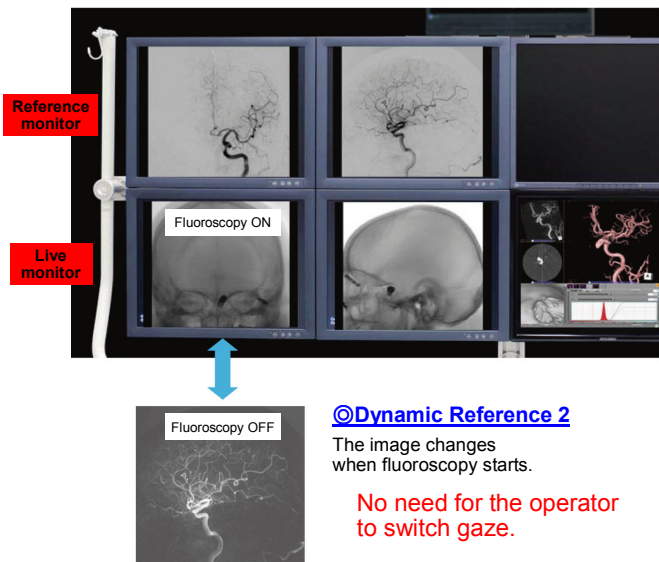 Reference
monitor
Fluoroscopy ON
Live
monitor
Fluoroscopy OFF
◎Dynamic Reference 2
The image changes
when fluoroscopy starts.
No need for the operator
to switch gaze.